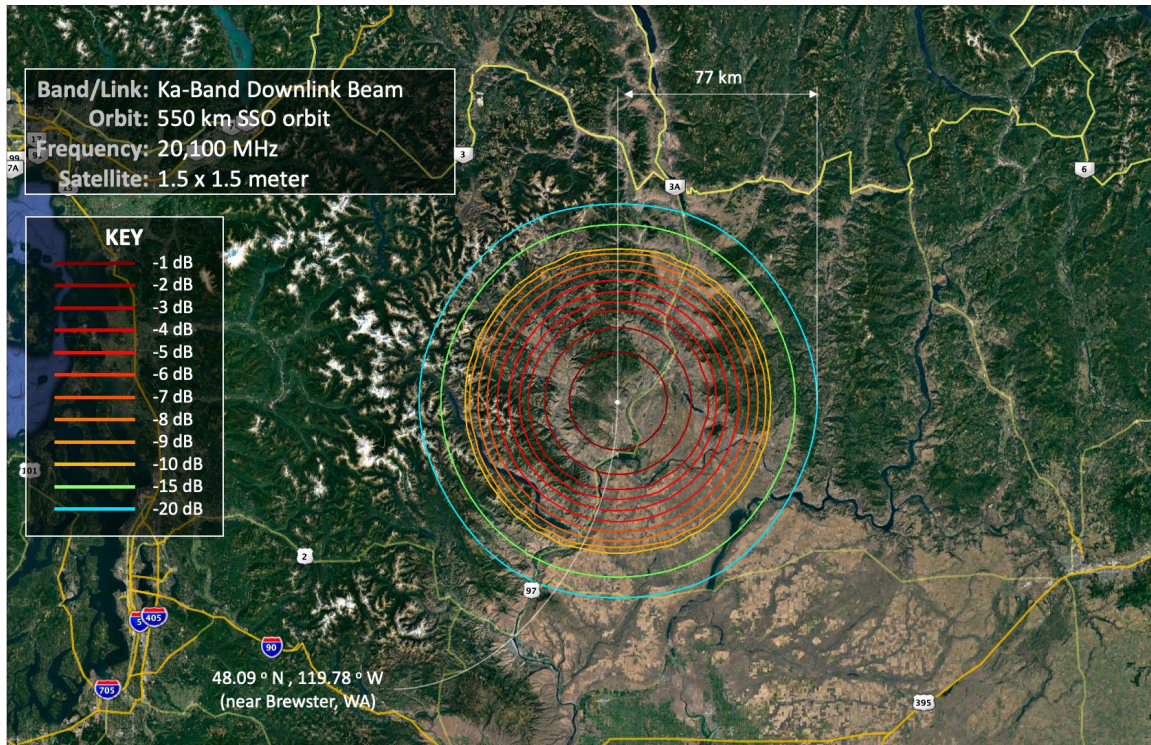 77 km
Band/Link: Ka-Band Downlink Beam
Orbit: 550 km SSO orbit
Frequency: 20,100 MHz
Satellite: 1.5 x 1.5 meter
17
99
7A
3
6
3A
KEY
-1 dB
-2 dB
-3 dB
-4 dB
-5 dB
-6 dB
-7 dB
-8 dB
-9 dB
-10 dB
-15 dB
-20 dB
101
2
97
5
405
90
48.09 º N , 119.78 º W
(near Brewster, WA)
705
395